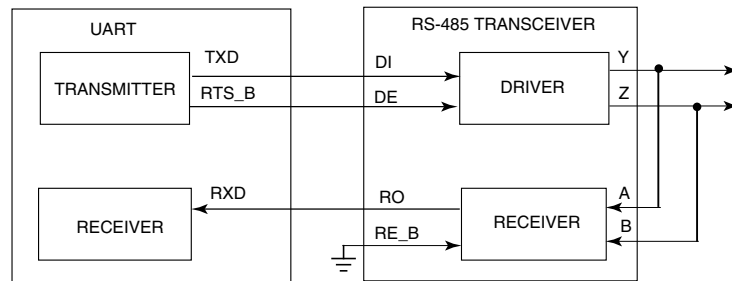 UART
RS-485 TRANSCEIVER
TXD
DI
Y
TRANSMITTER
DRIVER
RTS_B
DE
Z
RXD
RO
A
RECEIVER
RECEIVER
RE_B
B